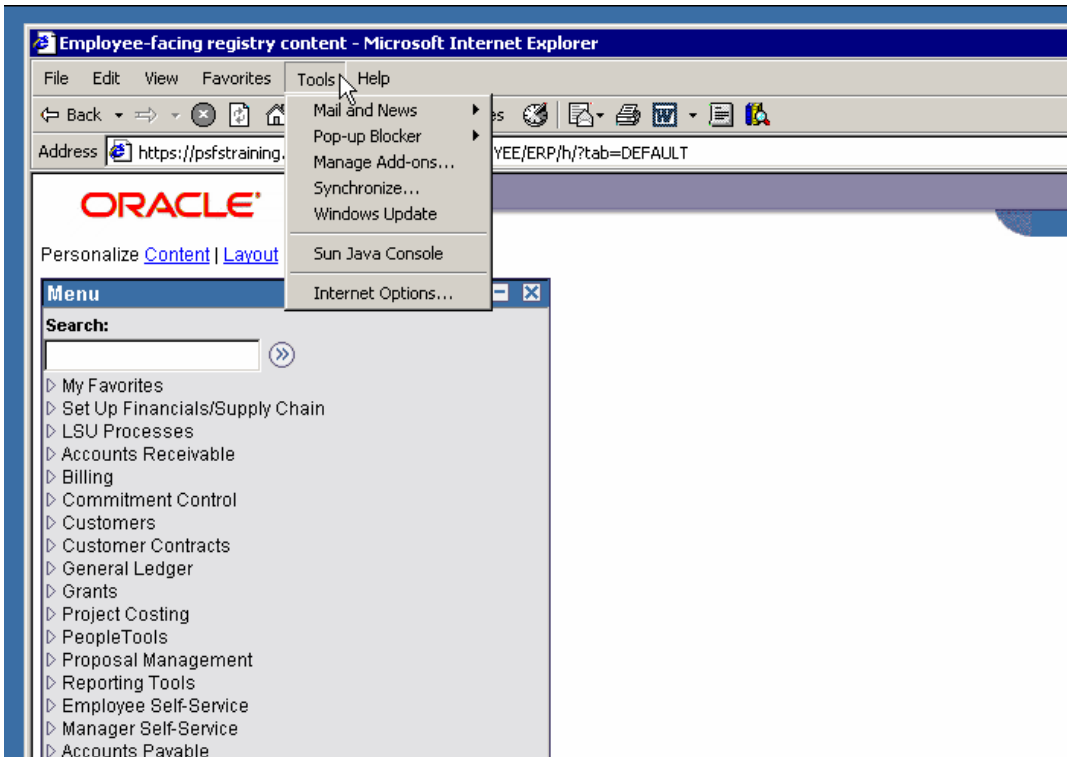 Employee-facing registry content - Microsoft Internet Explorer
File Edit View Favorites Tools Help
Back
Mail and News
Pop-up Blocker
Manage Add-ons...
Synchronize...
Windows Update
Sun Java Console
Internet Options...
Address https://psfstraining. YEE/ERP/h/?tab=DEFAULT
ORACLE
Personalize Content | Layout
Menu
Search:
My Favorites
Set Up Financials/Supply Chain
LSU Processes
Accounts Receivable
Billing
Commitment Control
Customers
Customer Contracts
General Ledger
Grants
Project Costing
PeopleTools
Proposal Management
Reporting Tools
Employee Self-Service
Manager Self-Service
Accounts Payable